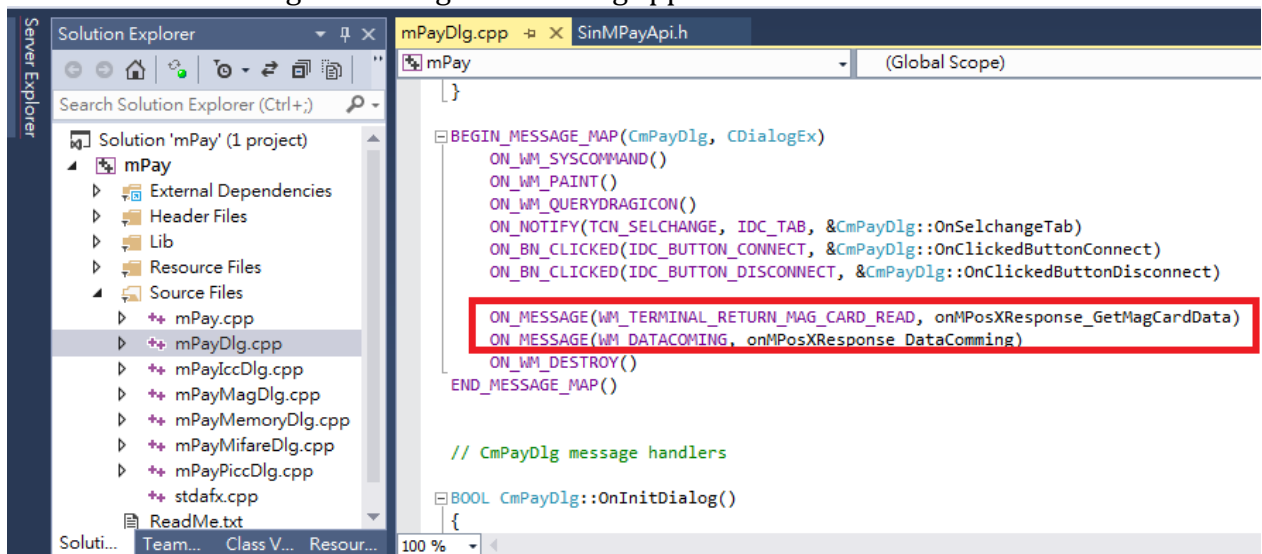 Server Explorer
Solution Explorer
Search Solution Explorer (Ctrl+;)
Solution 'mPay' (1 project)
mPay
External Dependencies
Header Files
Lib
Resource Files
Source Files
mPay.cpp
mPayDlg.cpp
mPayIccDlg.cpp
mPayMagDlg.cpp
mPayMemoryDlg.cpp
mPayMifareDlg.cpp
mPayPiccDlg.cpp
stdafx.cpp
ReadMe.txt
Soluti... Team... Class V... Resour...
mPayDlg.cpp SinMPayApi.h
mPay (Global Scope)
}
BEGIN_MESSAGE_MAP(CmPayDlg, CDialogEx)
ON_WM_SYSCOMMAND()
ON_WM_PAINT()
ON_WM_QUERYDRAGICON()
ON_NOTIFY(TCN_SELCHANGE, IDC_TAB, &CmPayDlg::OnSelchangeTab)
ON_BN_CLICKED(IDC_BUTTON_CONNECT, &CmPayDlg::OnClickedButtonConnect)
ON_BN_CLICKED(IDC_BUTTON_DISCONNECT, &CmPayDlg::OnClickedButtonDisconnect)
ON_MESSAGE(WM_TERMINAL_RETURN_MAG_CARD_READ, onMPosXResponse_GetMagCardData)
ON_MESSAGE(WM_DATACOMING, onMPosXResponse_DataComming)
ON_WM_DESTROY()
END_MESSAGE_MAP()
// CmPayDlg message handlers
BOOL CmPayDlg::OnInitDialog()
{
100 %